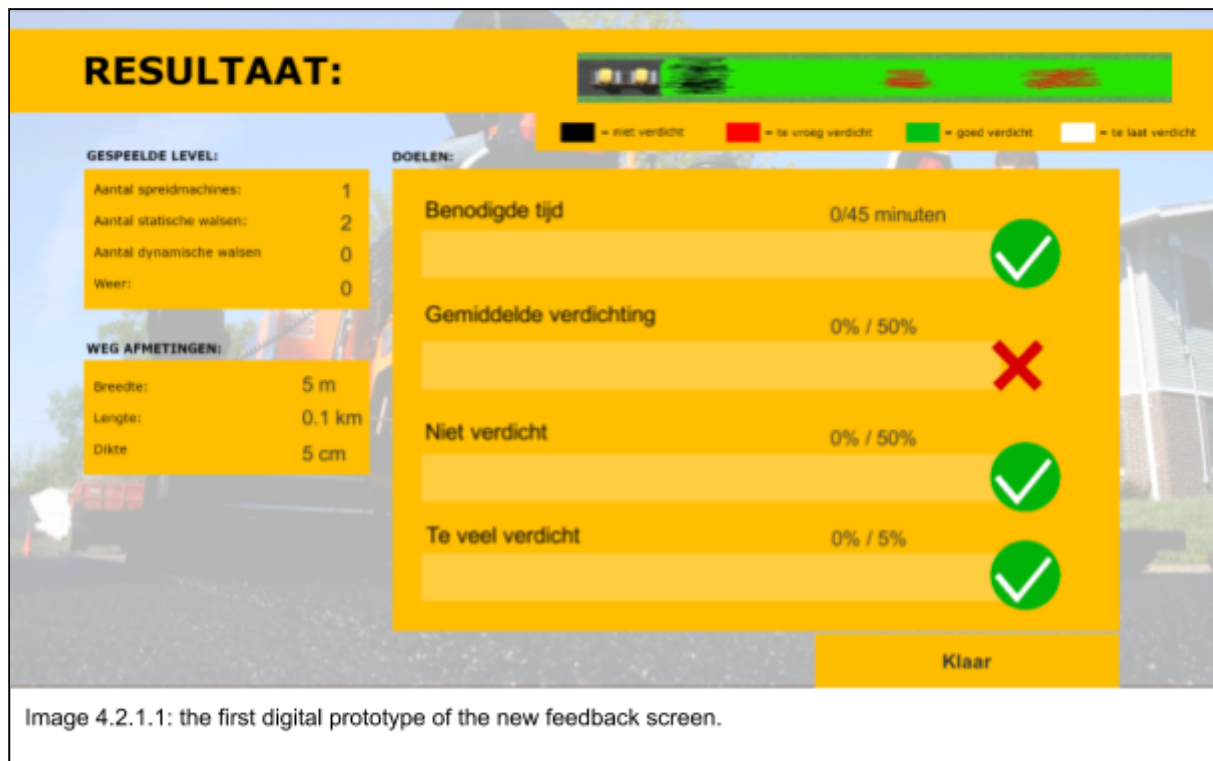 RESULTAAT:
= niet verdicht = te vroeg verdicht = goed verdicht = te laat verdicht
GESPEELDE LEVEL:
Aantal spreidmachines: 1
Aantal statische walsen: 2
Aantal dynamische walsen 0
Weer: 0
WEG AFMETINGEN:
Breedte: 5 m
Lengte: 0.1 km
Dikte 5 cm
DOELEN:
Benodigde tijd 0/45 minuten
Gemiddelde verdichting 0% / 50%
Niet verdicht 0% / 50%
Te veel verdicht 0% / 5%
Klaar
Image 4.2.1.1: the first digital prototype of the new feedback screen.